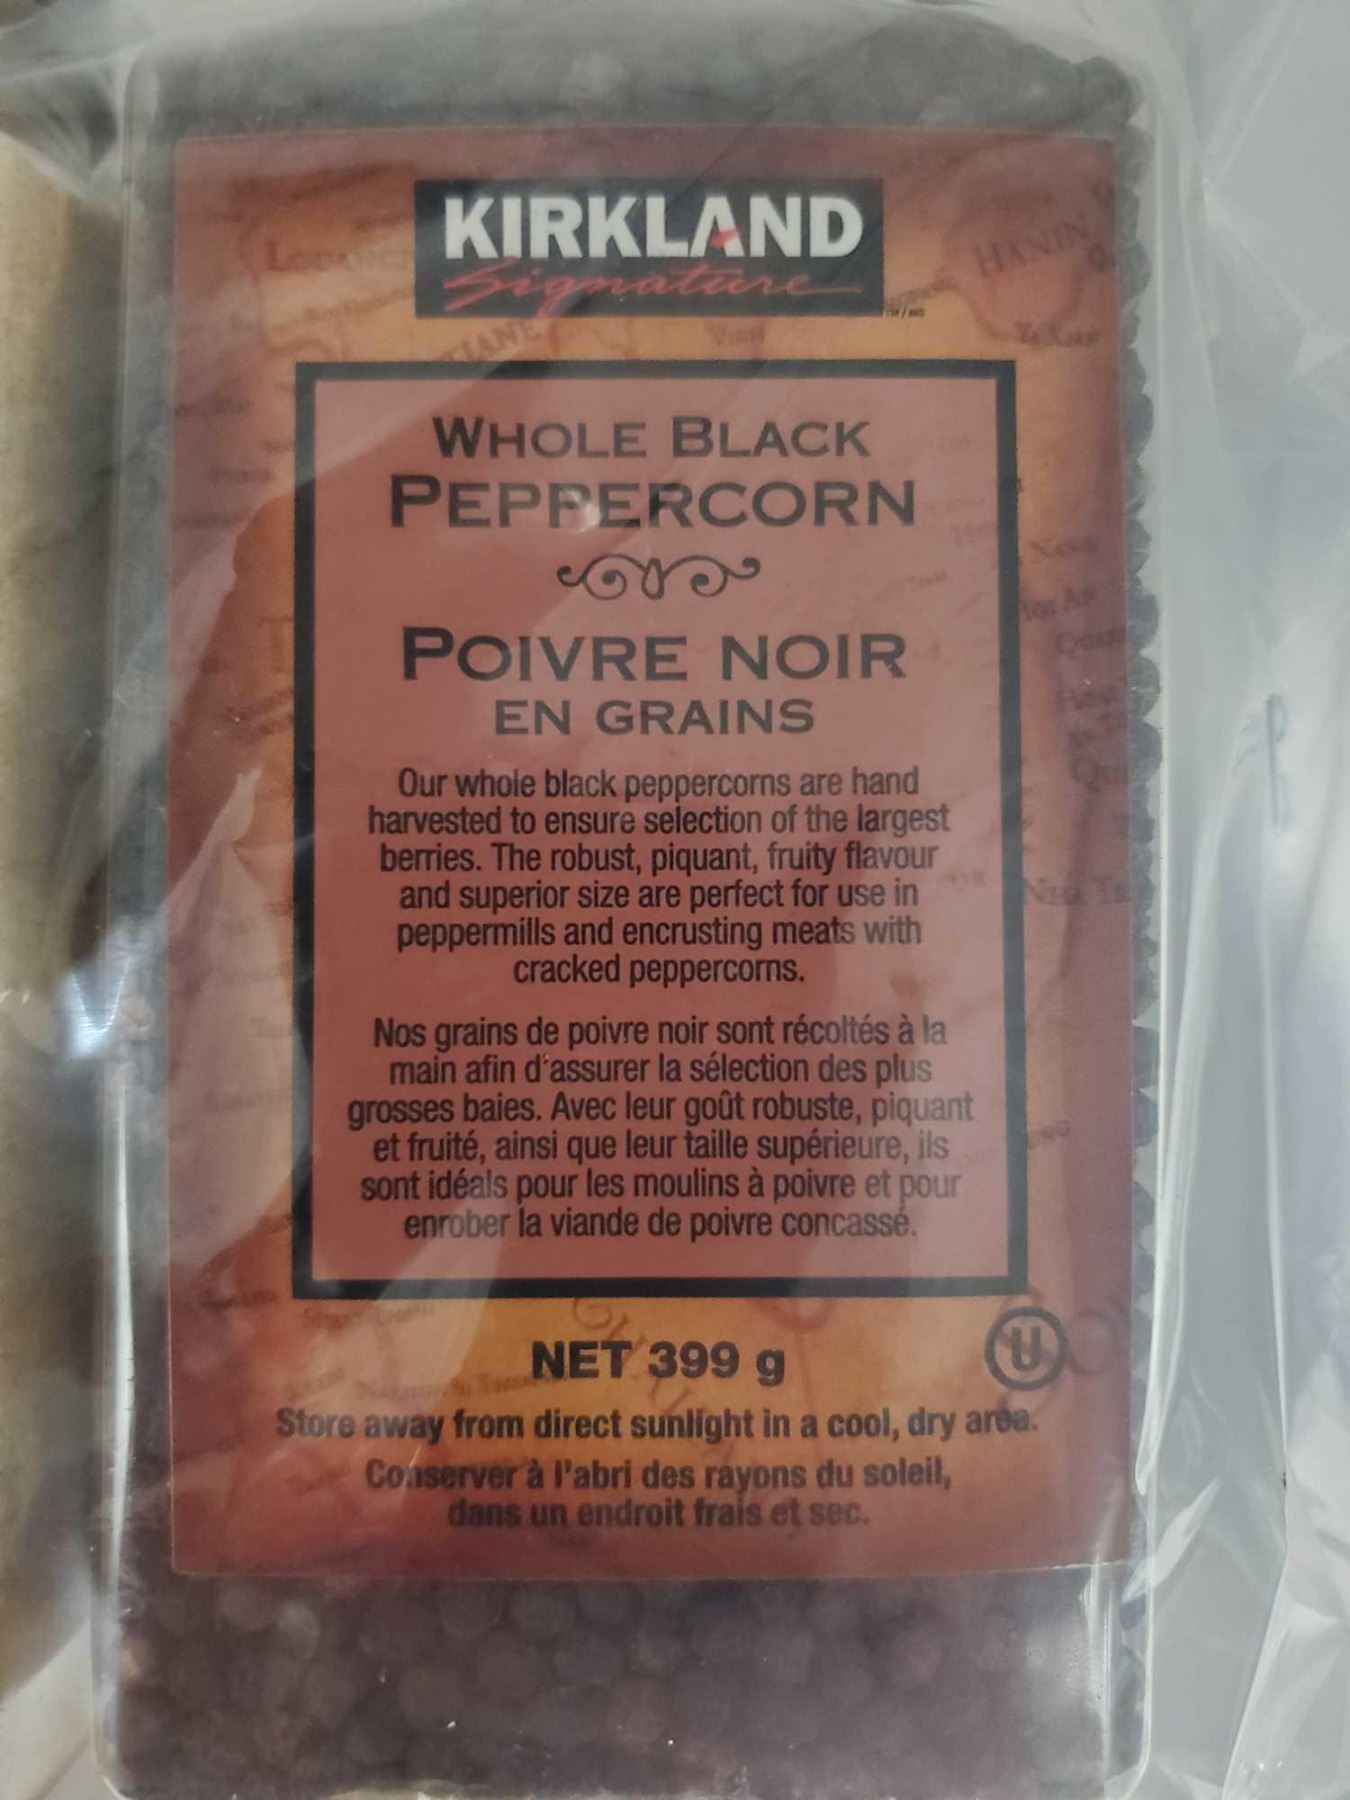 KIRKLAND
Signature
TM/MD
WHOLE BLACK
PEPPERCORN
POIVRE NOIR
EN GRAINS
Our whole black peppercorns are hand
harvested to ensure selection of the largest
berries. The robust, piquant, fruity flavour
and superior size are perfect for use in
peppermills and encrusting meats with
cracked peppercorns.
Nos grains de poivre noir sont récoltés à la
main afin d'assurer la sélection des plus
grosses baies. Avec leur goût robuste, piquant
et fruité, ainsi que leur taille supérieure, ils
sont idéals pour les moulins à poivre et pour
enrober la viande de poivre concassé.
NET 399 g
U
Store away from direct sunlight in a cool, dry area.
Conserver à l'abri des rayons du soleil,
dans un endroit frais et sec.